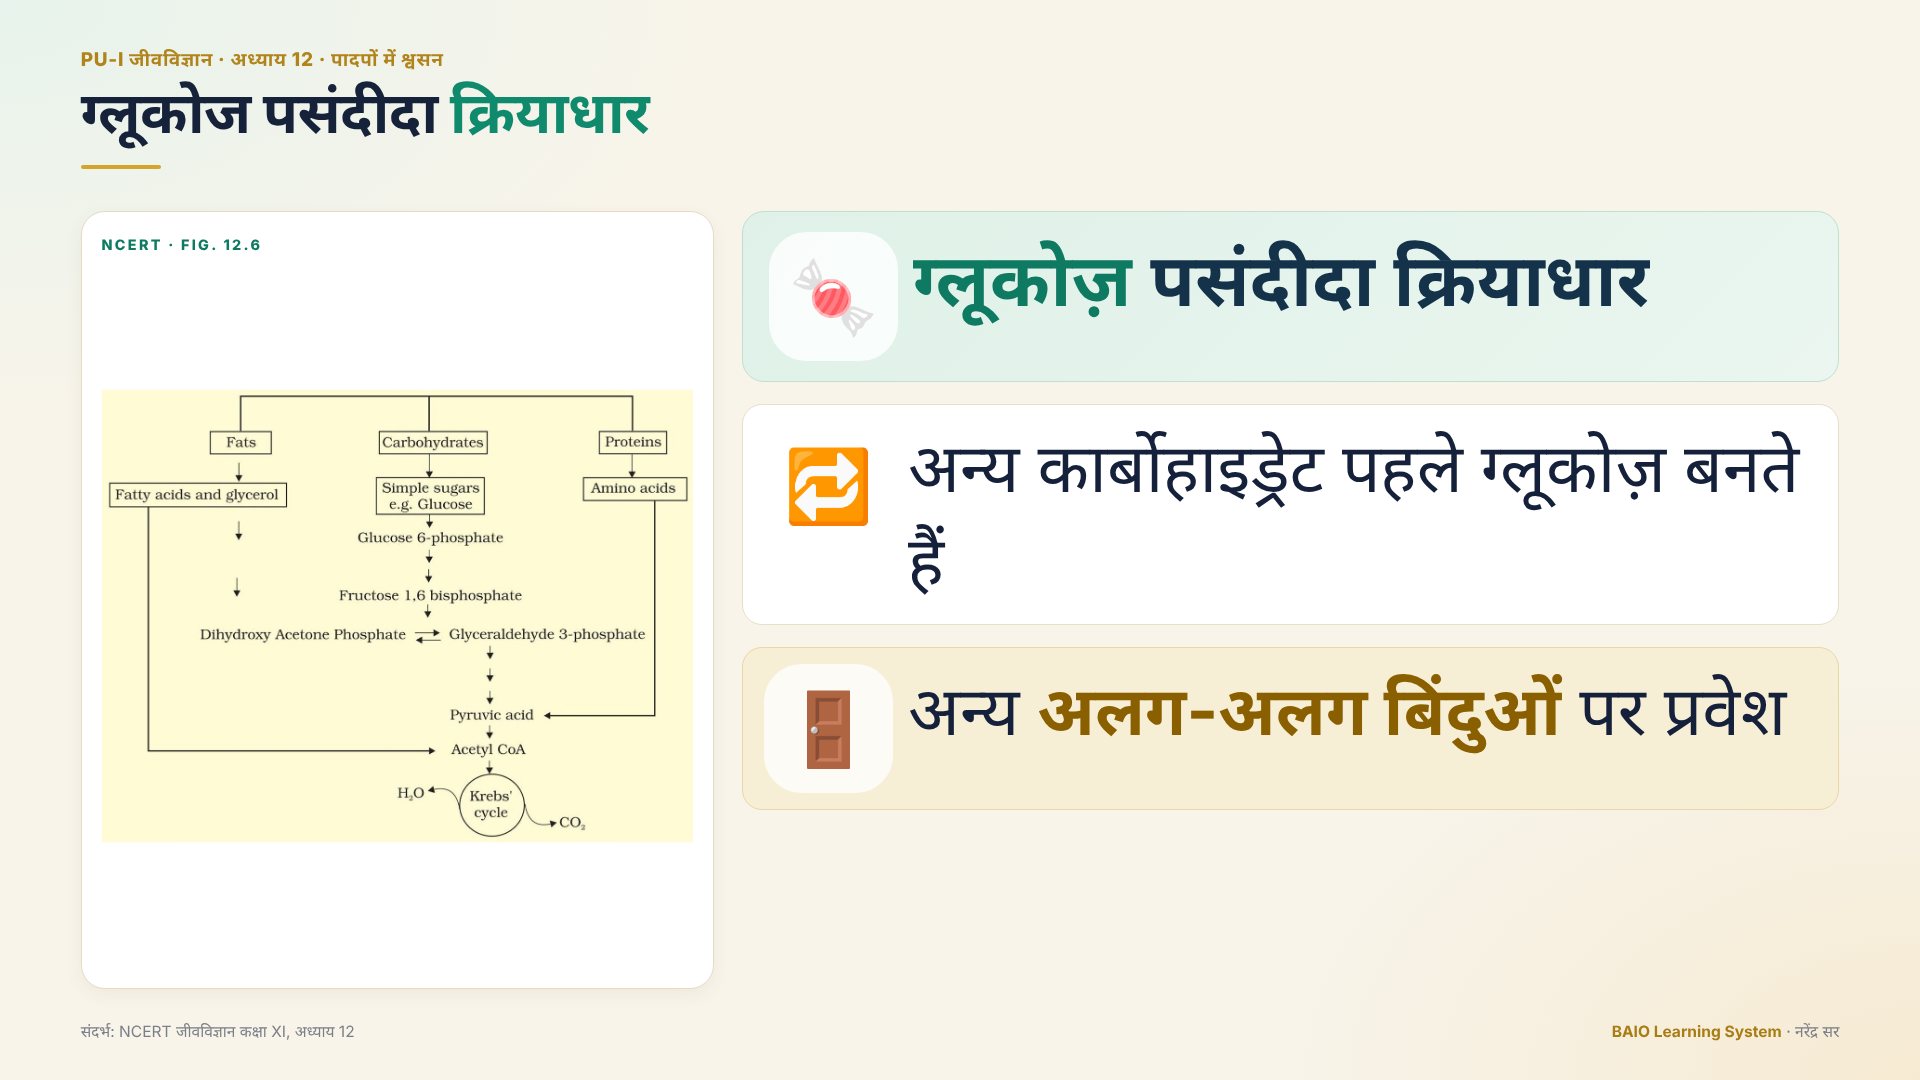 PU-I जीवविज्ञान · अध्याय 12 · पादपों में श्वसन
ग्लूकोज पसंदीदा क्रियाधार
NCERT · FIG. 12.6
Fats
Carbohydrates
Proteins
Fatty acids and glycerol
Simple sugars
e.g. Glucose
Amino acids
Glucose 6-phosphate
Fructose 1,6 bisphosphate
Dihydroxy Acetone Phosphate
Glyceraldehyde 3-phosphate
Pyruvic acid
Acetyl CoA
H₂O
Krebs’
cycle
CO₂
ग्लूकोज़ पसंदीदा क्रियाधार
अन्य कार्बोहाइड्रेट पहले ग्लूकोज़ बनते
हैं
अन्य अलग-अलग बिंदुओं पर प्रवेश
संदर्भ: NCERT जीवविज्ञान कक्षा XI, अध्याय 12
BAIO Learning System · नरेंद्र सर